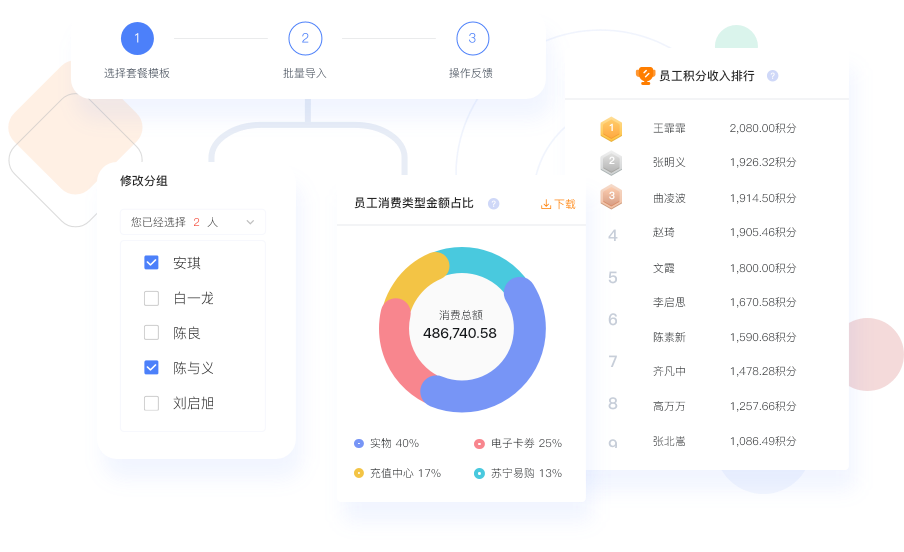 1
2
3
选择套餐模板
批量导入
操作反馈
修改分组
您已经选择 2 人
安琪
白一龙
陈良
陈与义
刘启旭
员工消费类型金额占比 ?
下载
消费总额
486,740.58
实物 40%
电子卡券 25%
充值中心 17%
苏宁易购 13%
员工积分收入排行 ?
1 王霏霏 2,080.00积分
2 张明义 1,926.32积分
3 曲凌波 1,914.50积分
4 赵琦 1,905.46积分
5 文霞 1,800.00积分
6 李启思 1,670.58积分
7 陈素新 1,590.68积分
齐凡中 1,478.28积分
8 高万万 1,257.66积分
9 张北嵩 1,086.49积分